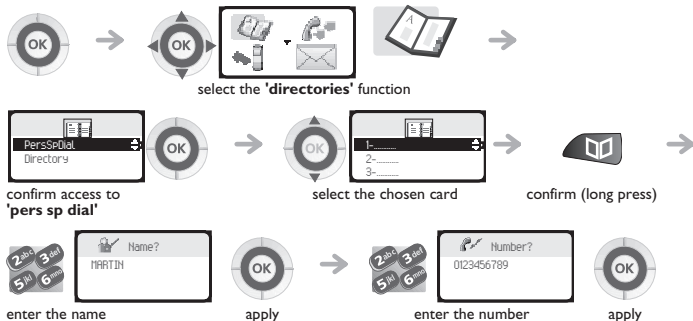 OK
OK
A
select the 'directories' function
PersSpDial
Directory
OK
OK
1-..........
2-..........
3-..........
confirm access to
'pers sp dial'
select the chosen card
confirm (long press)
2abc 3def
5jkl 6mno
Name?
MARTIN
OK
2abc 3def
5jkl 6mno
Number?
0123456789
OK
enter the name
apply
enter the number
apply